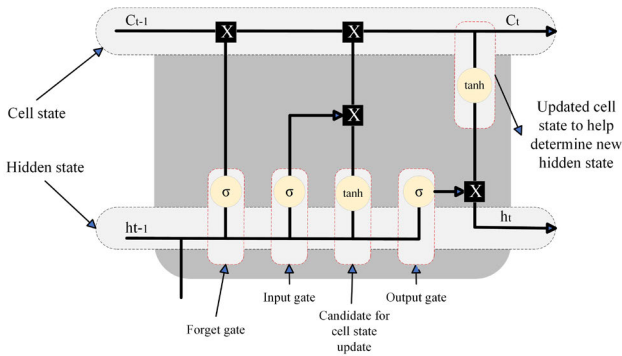 Ct-1
X
X
Ct
tanh
Cell state
X
Updated cell
state to help
determine new
hidden state
Hidden state
σ
σ
tanh
σ
X
ht-1
ht
Forget gate
Input gate
Candidate for
cell state
update
Output gate